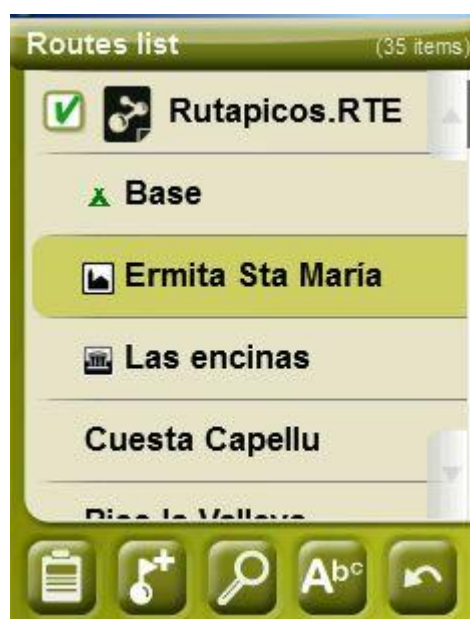 Routes list (35 items)
Rutapicos.RTE
Base
Ermita Sta María
Las encinas
Cuesta Capellu
Abc